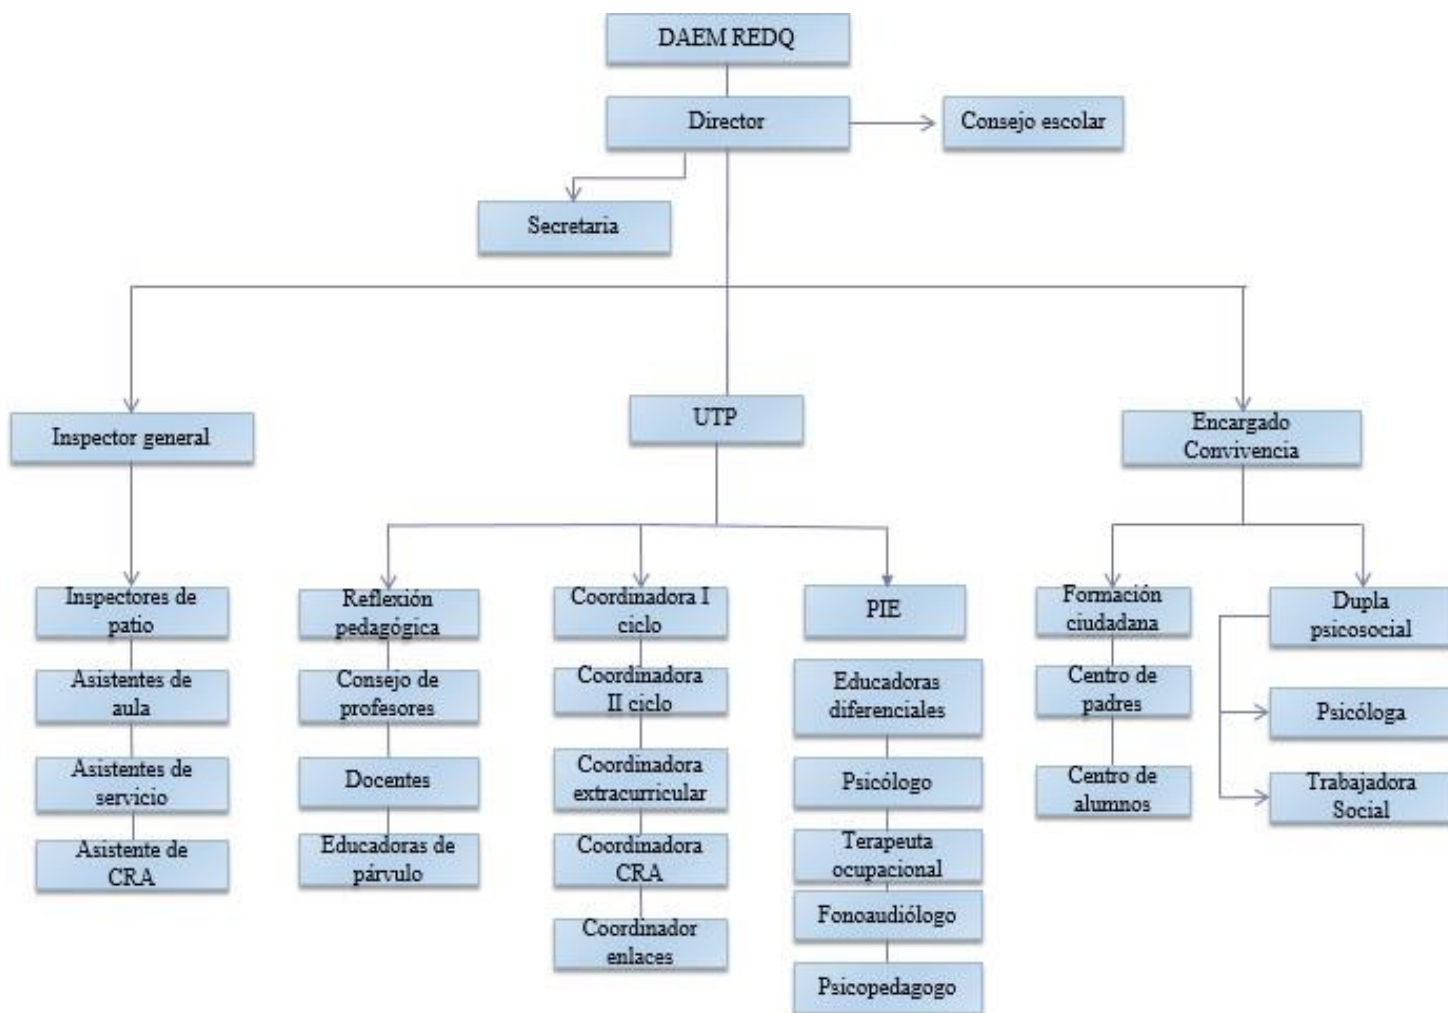 DAEM REDQ
Director
Consejo escolar
Secretaria
Inspector general
UTP
Encargado
Convivencia
Inspectores de
patio
Asistentes de
aula
Asistentes de
servicio
Asistente de
CRA
Reflexión
pedagógica
Consejo de
profesores
Docentes
Educadoras de
párvulo
Coordinadora I
ciclo
Coordinadora
II ciclo
Coordinadora
extracurricular
Coordinadora
CRA
Coordinador
enlaces
PIE
Educadoras
diferenciales
Psicólogo
Terapeuta
ocupacional
Fonoaudiólogo
Psicopedagogo
Formación
ciudadana
Centro de
padres
Centro de
alumnos
Dupla
psicosocial
Psicóloga
Trabajadora
Social